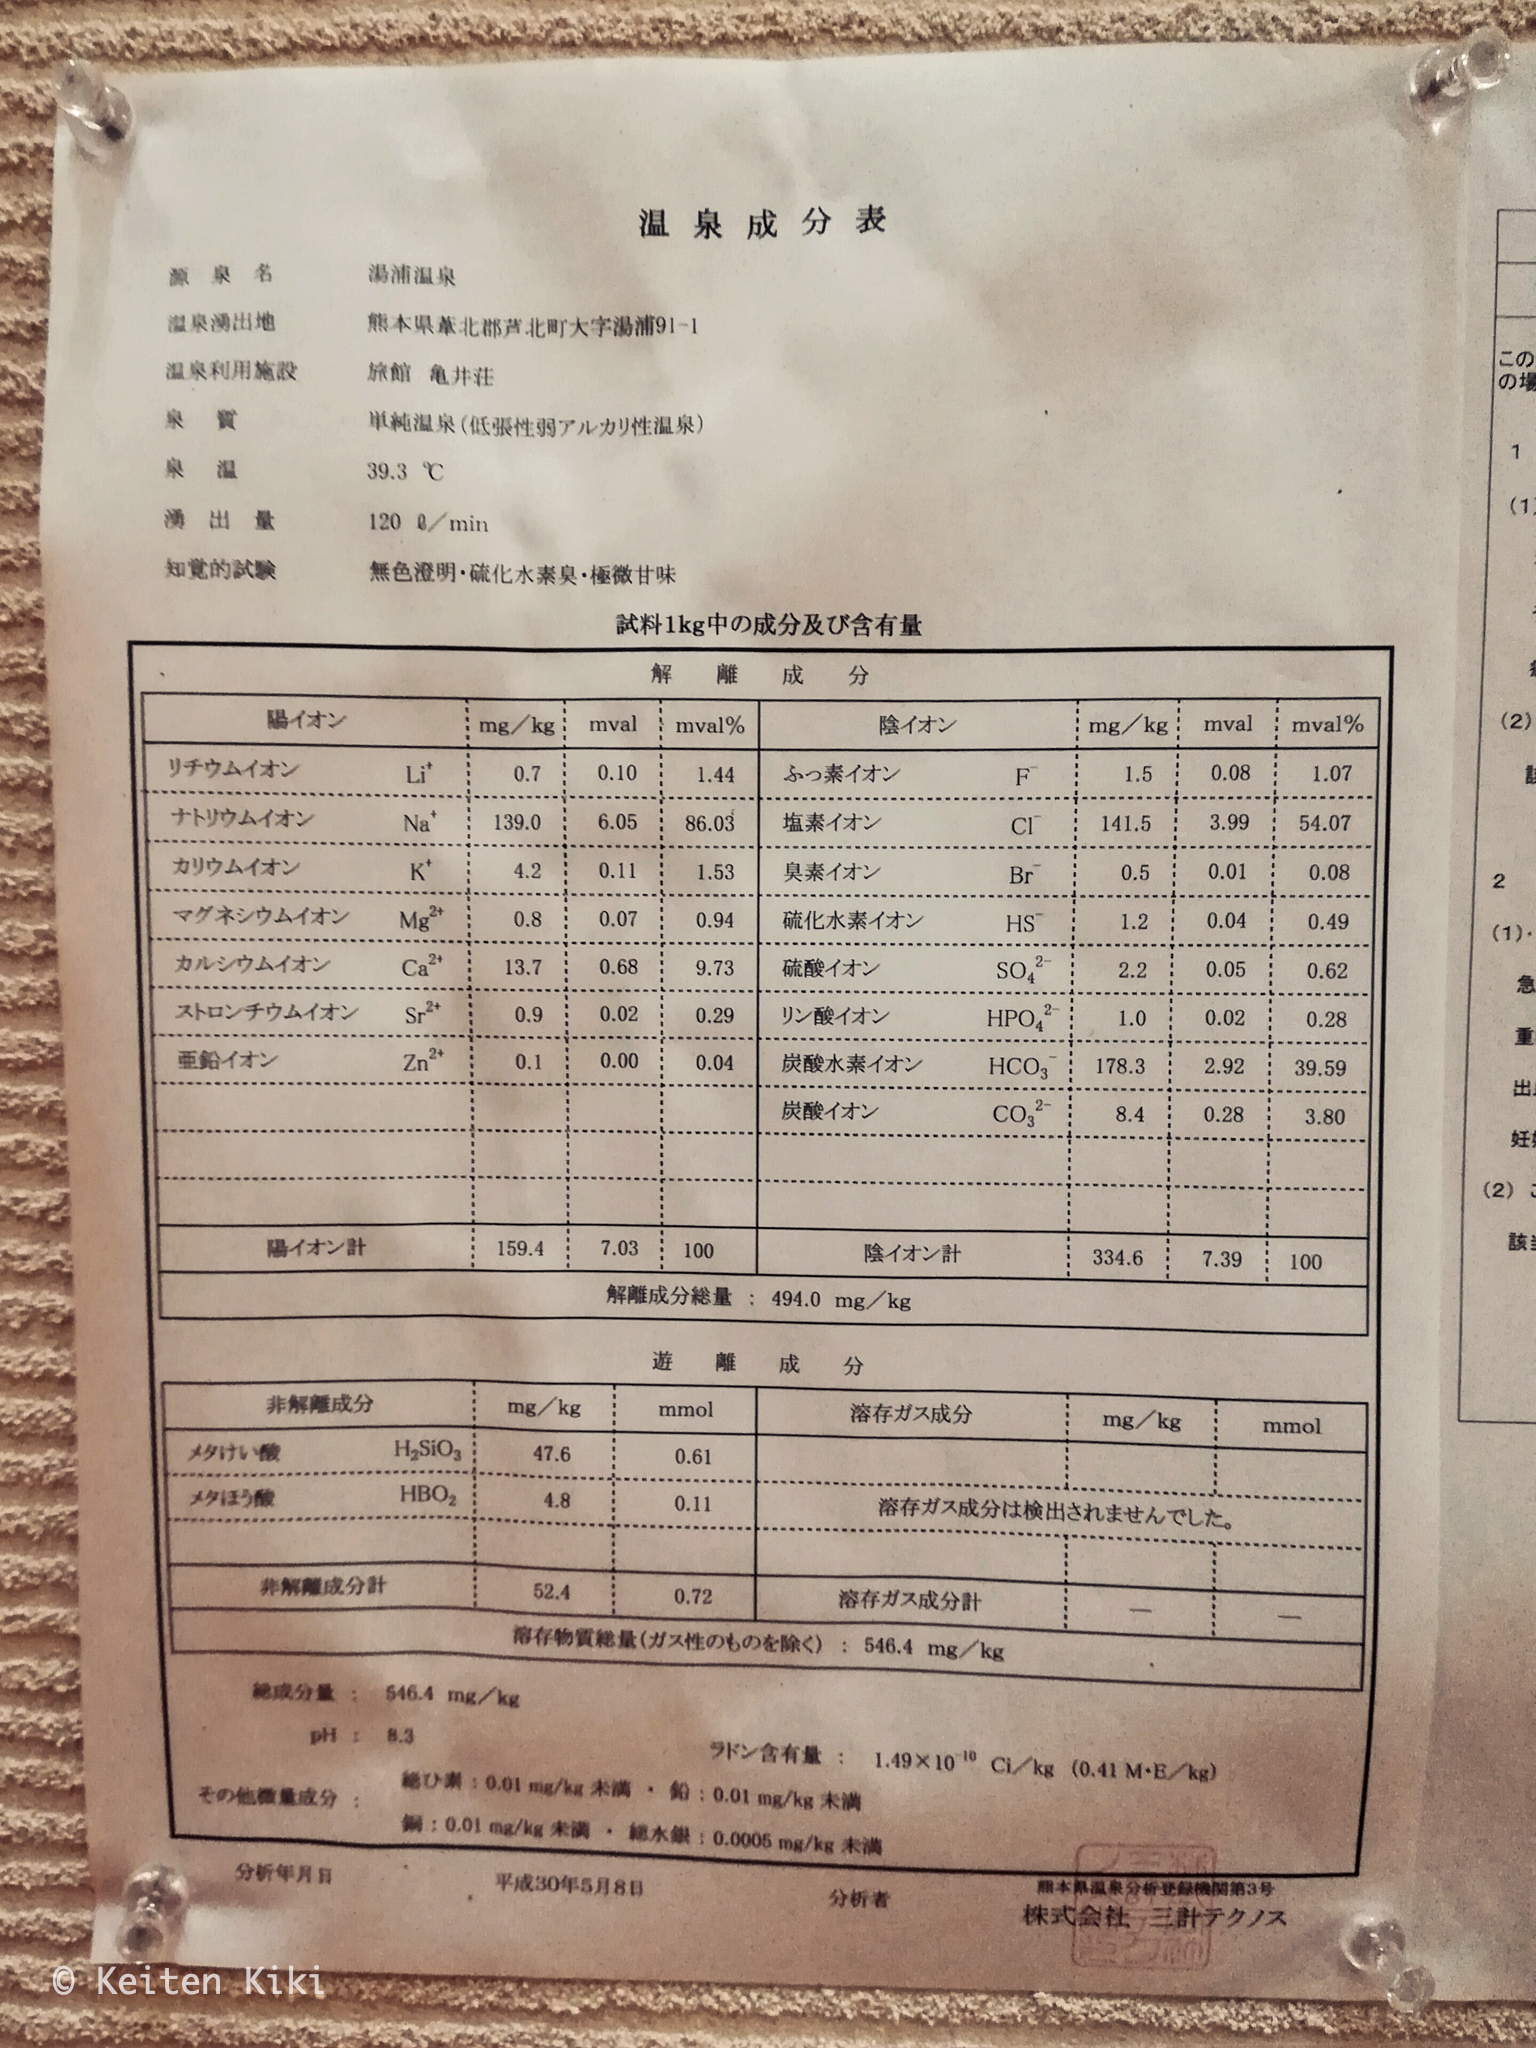 温泉成分表
源泉名 湯浦温泉
温泉湧出地 熊本県葦北郡芦北町大字湯浦91-1
温泉利用施設 旅館 亀井荘
泉質 単純温泉(低張性弱アルカリ性温泉)
泉温 39.3 ℃
湧出量 120 ℓ/min
知覚的試験 無色澄明・硫化水素臭・極微甘味
試料1kg中の成分及び含有量
解離成分
陽イオン mg/kg mval mval% 陰イオン mg/kg mval mval%
リチウムイオン Li⁺ 0.7 0.10 1.44 ふっ素イオン F⁻ 1.5 0.08 1.07
ナトリウムイオン Na⁺ 139.0 6.05 86.03 塩素イオン Cl⁻ 141.5 3.99 54.07
カリウムイオン K⁺ 4.2 0.11 1.53 臭素イオン Br⁻ 0.5 0.01 0.08
マグネシウムイオン Mg²⁺ 0.8 0.07 0.94 硫化水素イオン HS⁻ 1.2 0.04 0.49
カルシウムイオン Ca²⁺ 13.7 0.68 9.73 硫酸イオン SO₄²⁻ 2.2 0.05 0.62
ストロンチウムイオン Sr²⁺ 0.9 0.02 0.29 リン酸イオン HPO₄²⁻ 1.0 0.02 0.28
亜鉛イオン Zn²⁺ 0.1 0.00 0.04 炭酸水素イオン HCO₃⁻ 178.3 2.92 39.59
炭酸イオン CO₃²⁻ 8.4 0.28 3.80
陽イオン計 159.4 7.03 100 陰イオン計 334.6 7.39 100
解離成分総量 : 494.0 mg/kg
遊離成分
非解離成分 mg/kg mmol 溶存ガス成分 mg/kg mmol
メタけい酸 H₂SiO₃ 47.6 0.61
メタほう酸 HBO₂ 4.8 0.11 溶存ガス成分は検出されませんでした。
非解離成分計 52.4 0.72 溶存ガス成分計 — —
溶存物質総量(ガス性のものを除く) : 546.4 mg/kg
総成分量 : 546.4 mg/kg
pH : 8.3
ラドン含有量 : 1.49×10⁻¹⁰ Ci/kg (0.41 M・E/kg)
その他微量成分 : 総ひ素 : 0.01 mg/kg 未満 ・ 鉛 : 0.01 mg/kg 未満
銅 : 0.01 mg/kg 未満 ・ 総水銀 : 0.0005 mg/kg 未満
分析年月日 平成30年5月8日 分析者 熊本県温泉分析登録機関第3号
株式会社 三計テクノス
この
の場
1
(1)
(2)
該
2
(1)・
急
重
出
妊
(2)
該当
© Keiten Kiki